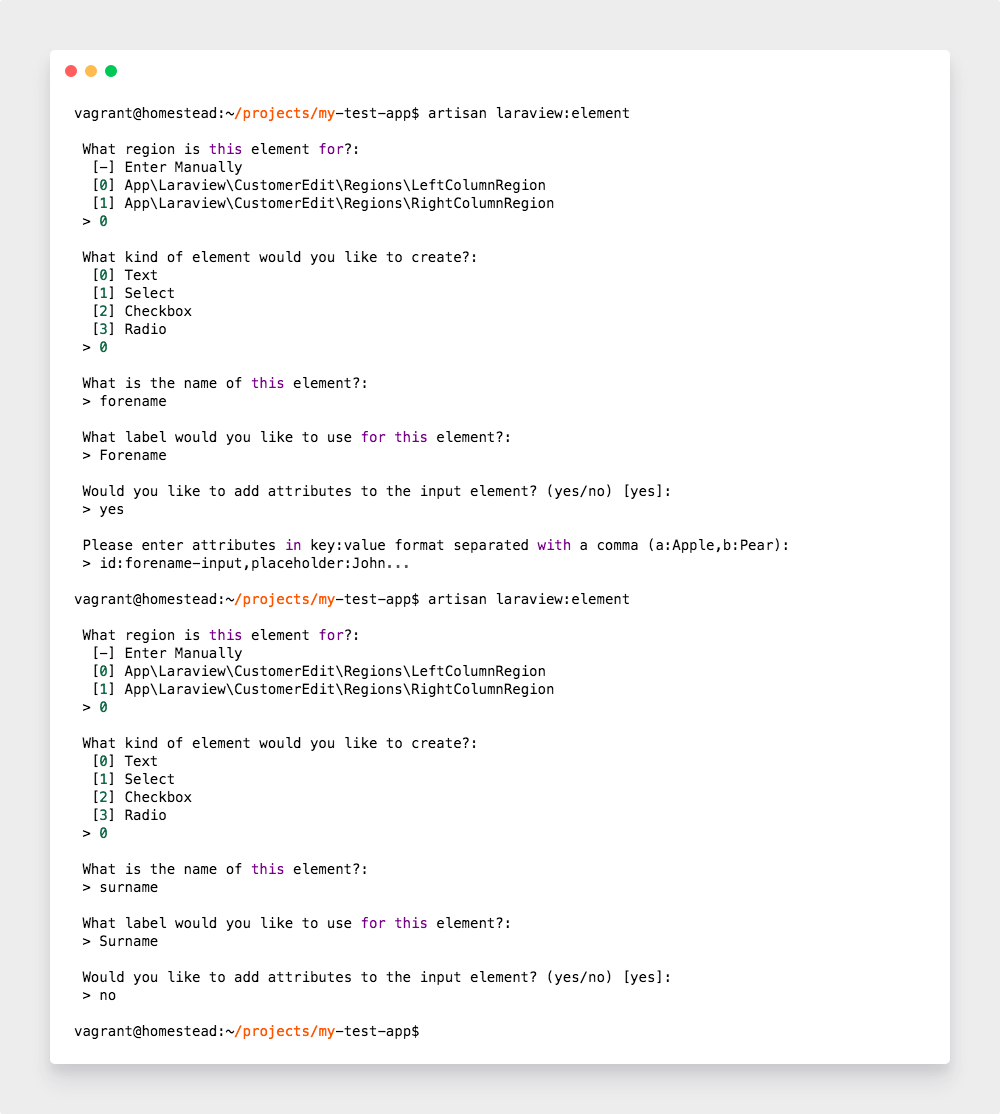 vagrant@homestead:~/projects/my-test-app$ artisan laraview:element
What region is this element for?:
[-] Enter Manually
[0] App\Laraview\CustomerEdit\Regions\LeftColumnRegion
[1] App\Laraview\CustomerEdit\Regions\RightColumnRegion
> 0
What kind of element would you like to create?:
[0] Text
[1] Select
[2] Checkbox
[3] Radio
> 0
What is the name of this element?:
> forename
What label would you like to use for this element?:
> Forename
Would you like to add attributes to the input element? (yes/no) [yes]:
> yes
Please enter attributes in key:value format separated with a comma (a:Apple,b:Pear):
> id:forename-input,placeholder:John...
vagrant@homestead:~/projects/my-test-app$ artisan laraview:element
What region is this element for?:
[-] Enter Manually
[0] App\Laraview\CustomerEdit\Regions\LeftColumnRegion
[1] App\Laraview\CustomerEdit\Regions\RightColumnRegion
> 0
What kind of element would you like to create?:
[0] Text
[1] Select
[2] Checkbox
[3] Radio
> 0
What is the name of this element?:
> surname
What label would you like to use for this element?:
> Surname
Would you like to add attributes to the input element? (yes/no) [yes]:
> no
vagrant@homestead:~/projects/my-test-app$